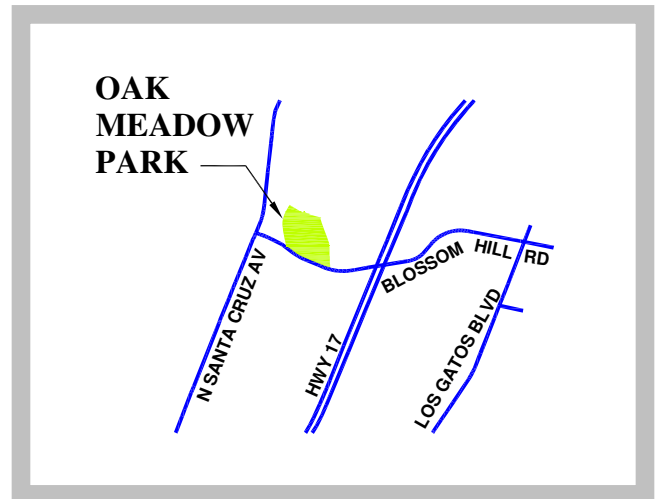 OAK
MEADOW
PARK
BLOSSOM HILL RD
N SANTA CRUZ AV
HWY 17
LOS GATOS BLVD